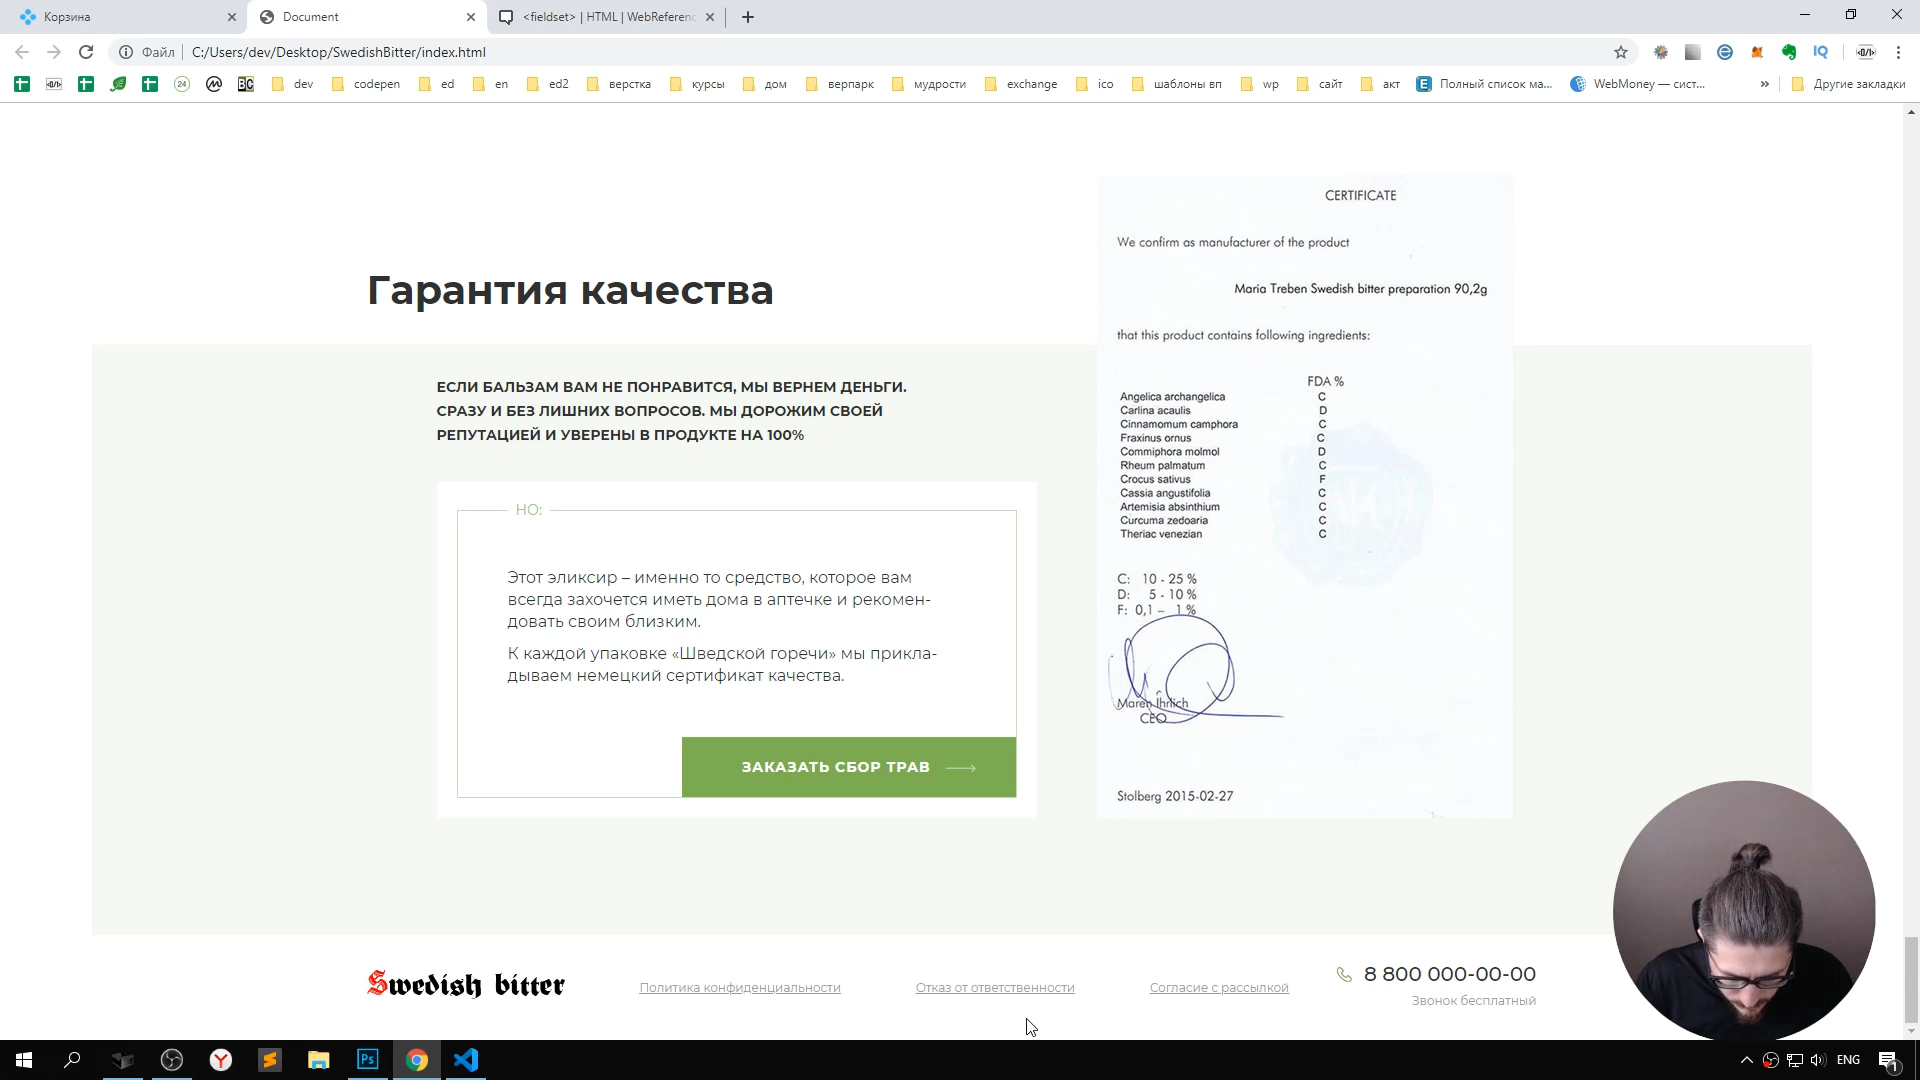 Корзина
Document
<fieldset> | HTML | WebReferenc
Файл
C:/Users/dev/Desktop/SwedishBitter/index.html
dev
codepen
ed
en
ed2
верстка
курсы
дом
верпарк
мудрости
exchange
ico
шаблоны вп
wp
сайт
акт
Полный список ма...
WebMoney — сист...
Другие закладки
Гарантия качества
ЕСЛИ БАЛЬЗАМ ВАМ НЕ ПОНРАВИТСЯ, МЫ ВЕРНЕМ ДЕНЬГИ.
СРАЗУ И БЕЗ ЛИШНИХ ВОПРОСОВ. МЫ ДОРОЖИМ СВОЕЙ
РЕПУТАЦИЕЙ И УВЕРЕНЫ В ПРОДУКТЕ НА 100%
НО:
Этот эликсир – именно то средство, которое вам
всегда захочется иметь дома в аптечке и рекомен-
довать своим близким.
К каждой упаковке «Шведской горечи» мы прикла-
дываем немецкий сертификат качества.
ЗАКАЗАТЬ СБОР ТРАВ
CERTIFICATE
We confirm as manufacturer of the product
Maria Treben Swedish bitter preparation 90,2g
that this product contains following ingredients:
FDA %
Angelica archangelica C
Carlina acaulis D
Cinnamomum camphora C
Fraxinus ornus C
Commiphora molmol D
Rheum palmatum C
Crocus sativus F
Cassia angustifolia C
Artemisia absinthium C
Curcuma zedoaria C
Theriac venezian C
C: 10 - 25 %
D: 5 - 10 %
F: 0,1 – 1 %
Maren Ihrlich
CEO
Stolberg 2015-02-27
Swedish bitter
Политика конфиденциальности
Отказ от ответственности
Согласие с рассылкой
8 800 000-00-00
Звонок бесплатный
ENG